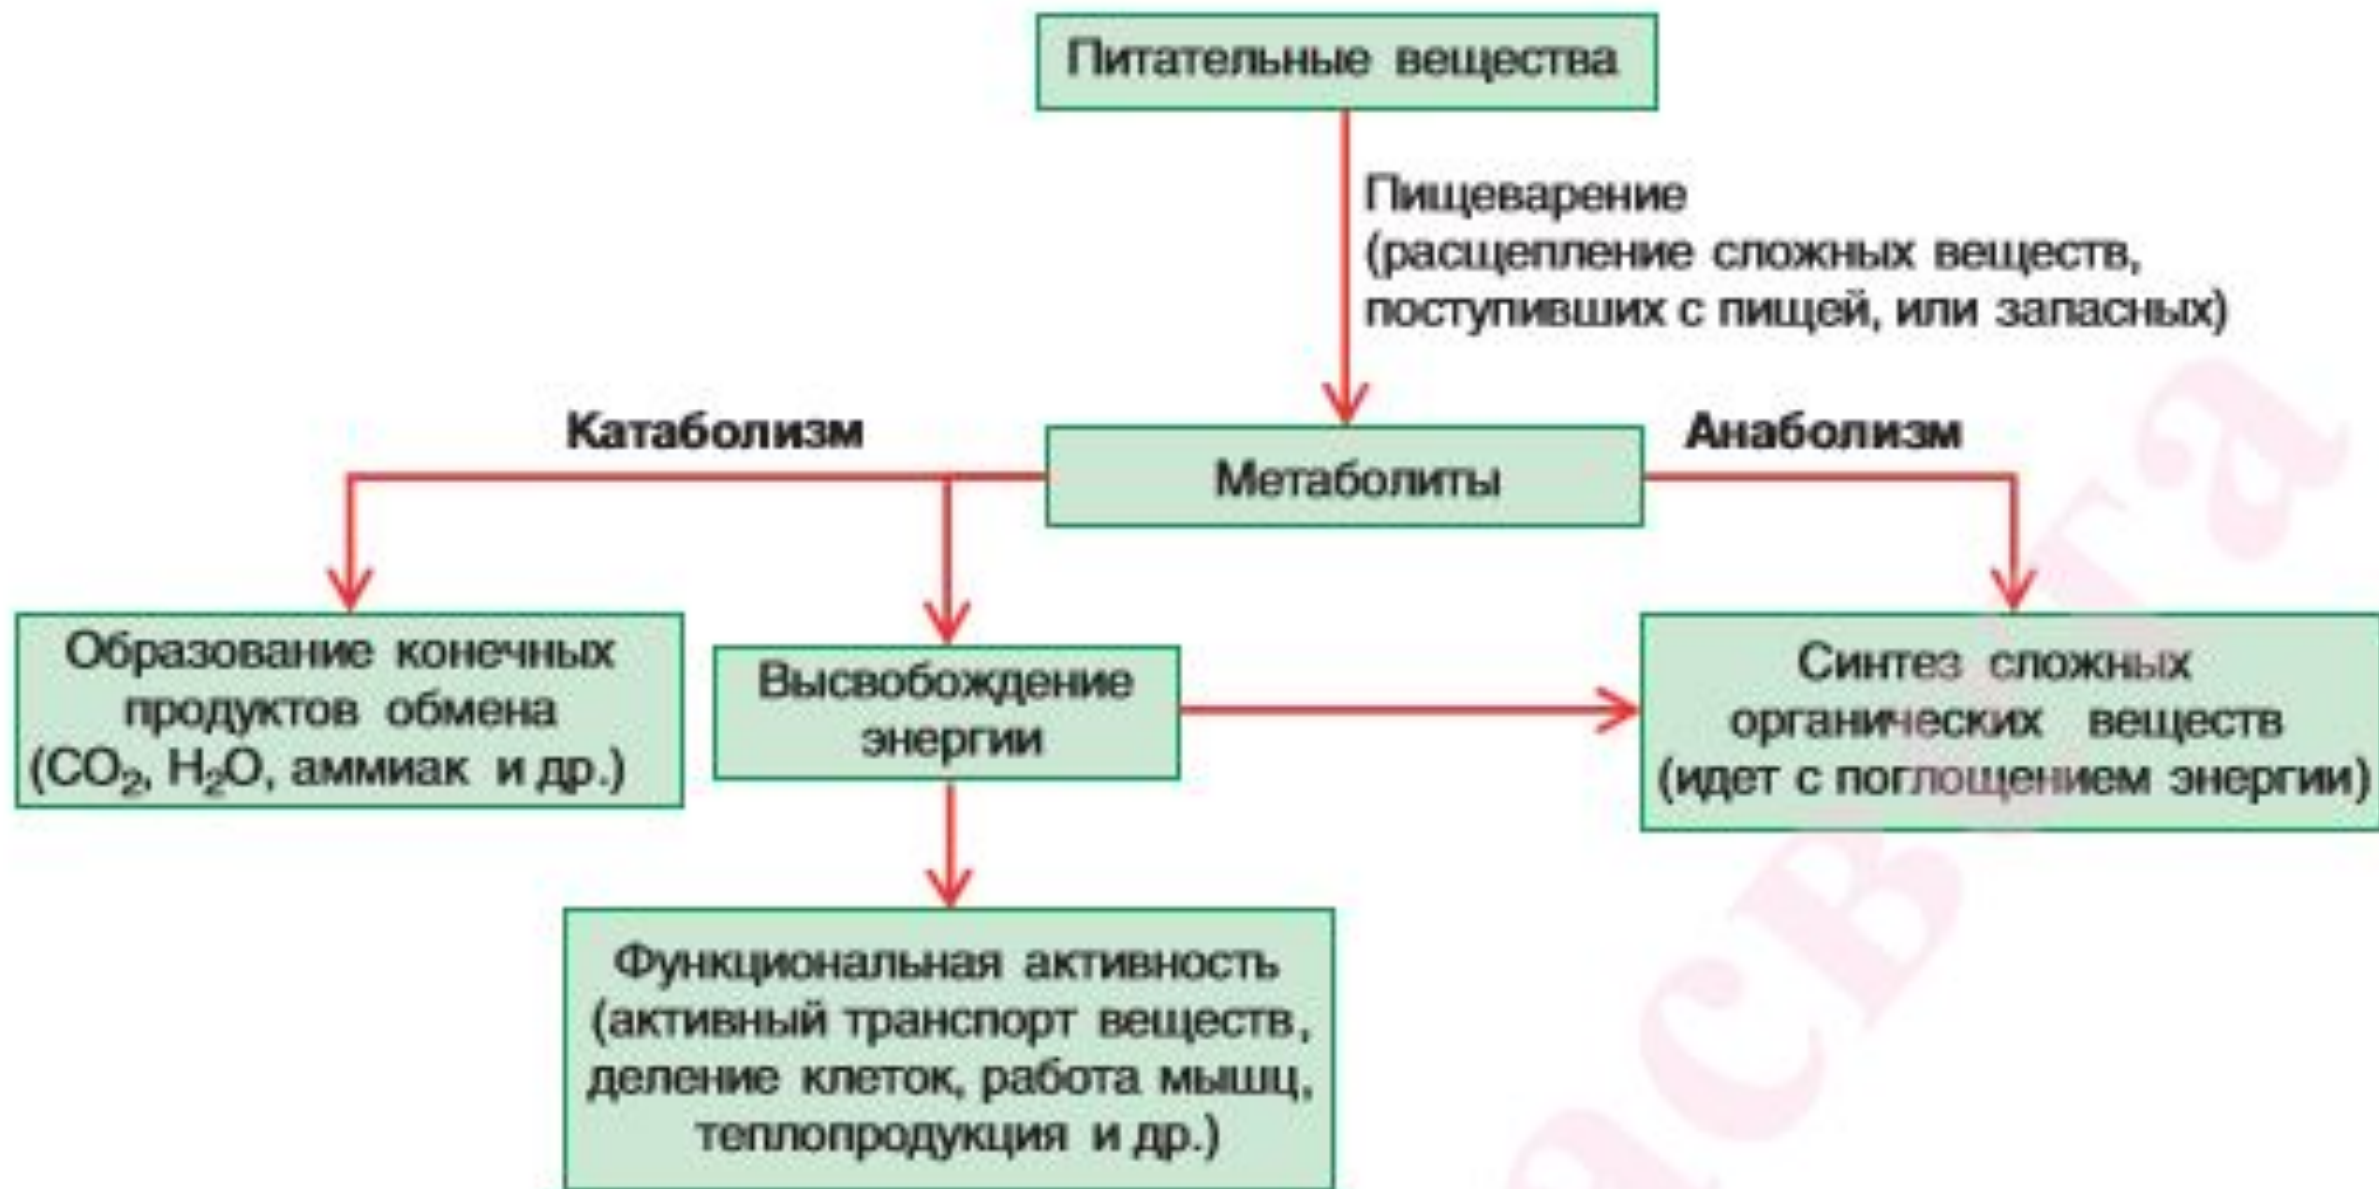 Питательные вещества
Пищеварение
(расщепление сложных веществ,
поступивших с пищей, или запасных)
Катаболизм
Анаболизм
Метаболиты
Образование конечных
продуктов обмена
(CO₂, H₂O, аммиак и др.)
Высвобождение
энергии
Синтез сложных
органических веществ
(идет с поглощением энергии)
Функциональная активность
(активный транспорт веществ,
деление клеток, работа мышц,
теплопродукция и др.)